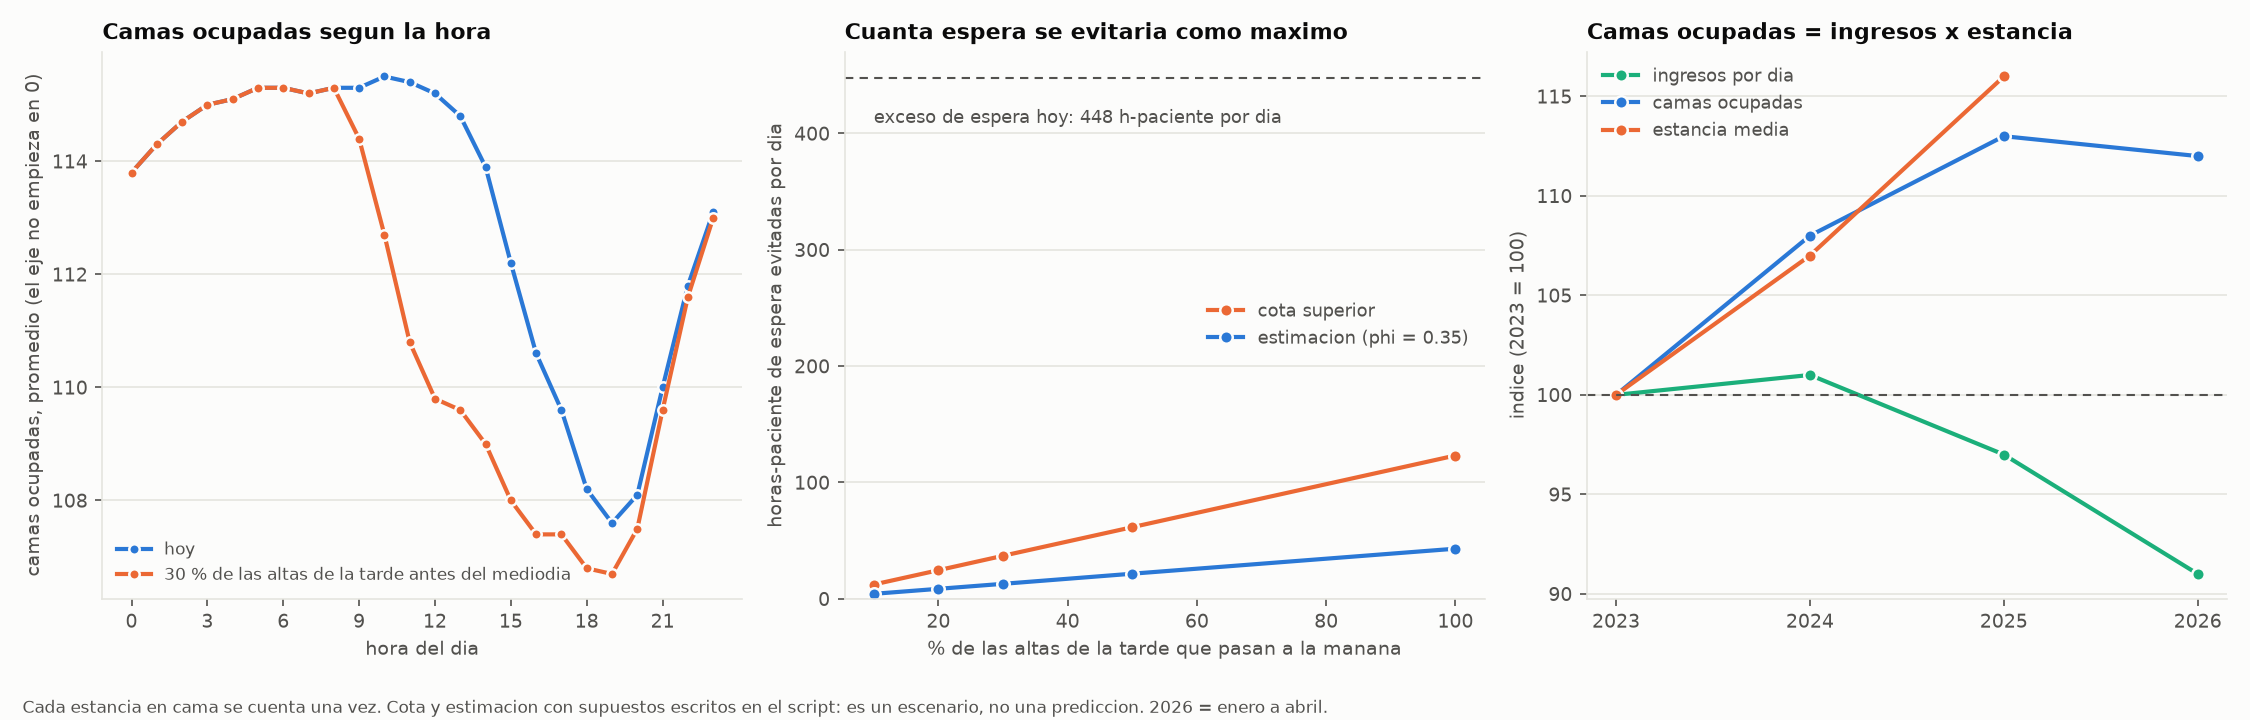 Camas ocupadas segun la hora
camas ocupadas, promedio (el eje no empieza en 0)
114
112
110
108
hoy
30 % de las altas de la tarde antes del mediodia
0 3 6 9 12 15 18 21
hora del dia
Cuanta espera se evitaria como maximo
horas-paciente de espera evitadas por dia
exceso de espera hoy: 448 h-paciente por dia
400
300
200
100
0
cota superior
estimacion (phi = 0.35)
20 40 60 80 100
% de las altas de la tarde que pasan a la manana
Camas ocupadas = ingresos x estancia
indice (2023 = 100)
ingresos por dia
camas ocupadas
estancia media
115
110
105
100
95
90
2023 2024 2025 2026
Cada estancia en cama se cuenta una vez. Cota y estimacion con supuestos escritos en el script: es un escenario, no una prediccion. 2026 = enero a abril.